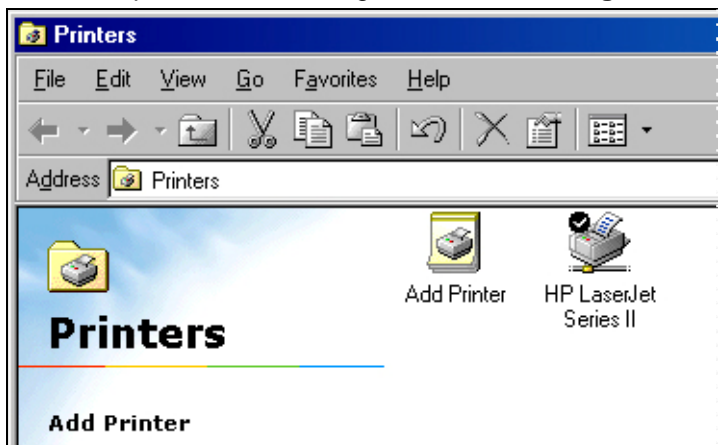 Printers
File Edit View Go Favorites Help
Address Printers
Add Printer HP LaserJet
Series II
Printers
Add Printer